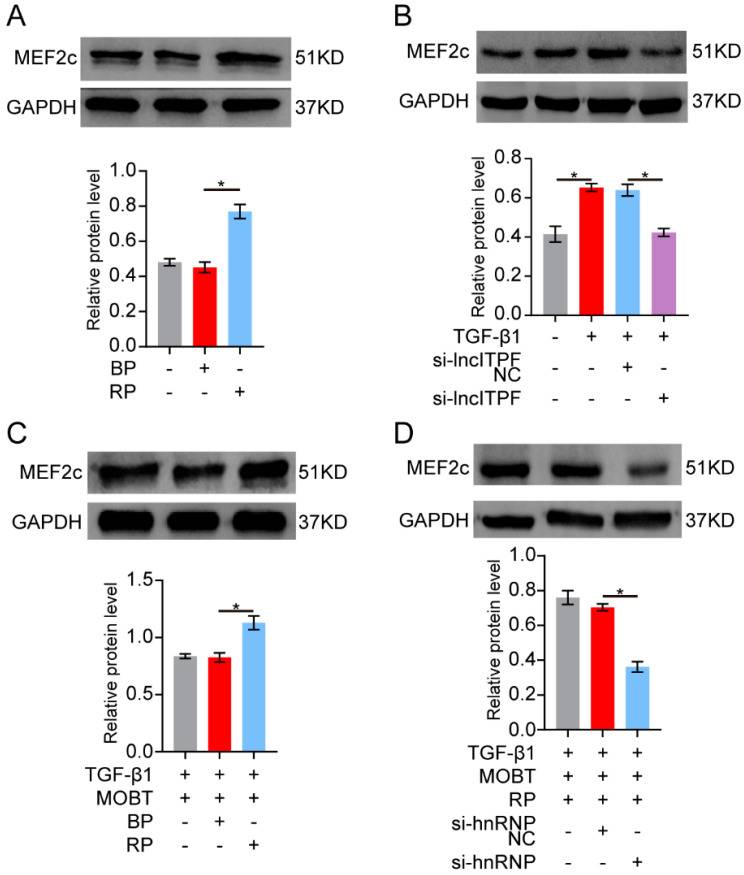 A
MEF2c 51KD
GAPDH 37KD
Relative protein level
1.0
0.8
0.6
0.4
0.2
0.0
*
- - -
BP - + -
RP - - +
B
MEF2c 51KD
GAPDH 37KD
Relative protein level
0.8
0.6
0.4
0.2
0.0
* *
TGF-β1 - + + +
si-lncITPF
NC - - + -
si-lncITPF - - - +
C
MEF2c 51KD
GAPDH 37KD
Relative protein level
1.5
1.0
0.5
0.0
*
TGF-β1 + + +
MOBT + + +
BP - + -
RP - - +
D
MEF2c 51KD
GAPDH 37KD
Relative protein level
1.0
0.8
0.6
0.4
0.2
0.0
*
TGF-β1 + + +
MOBT + + +
RP + + +
si-hnRNP
NC - + -
si-hnRNP - - +